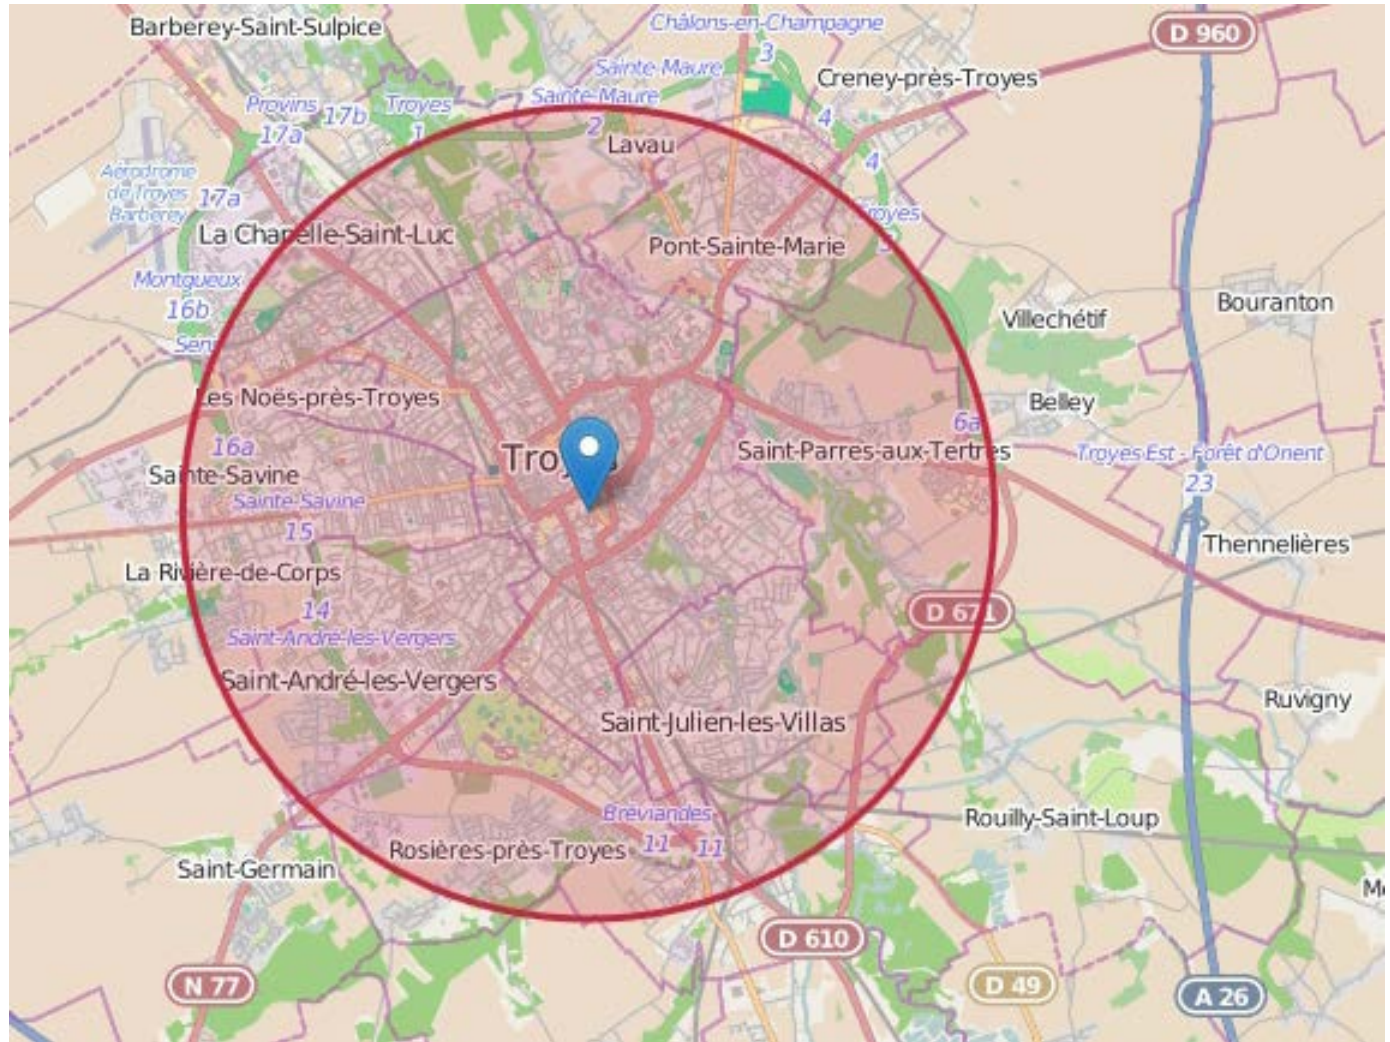 Châlons-en-Champagne
3
Barberey-Saint-Sulpice
D 960
Sainte-Maure
Creney-près-Troyes
Sainte-Maure
2
Provins
17a
17b
Troyes
1
4
Lavau
4
Aérodrome
de Troyes
Barberey
17a
Troyes
La Chapelle-Saint-Luc
Pont-Sainte-Marie
Montgueux
16b
Villechétif
Bouranton
Les Noës-près-Troyes
Belley
6a
16a
Troyes
Saint-Parres-aux-Tertres
Troyes Est - Forêt d'Orient
23
Sainte-Savine
Sainte-Savine
15
Thennelières
La Rivière-de-Corps
14
D 671
Saint-André-les-Vergers
Saint-André-les-Vergers
Ruvigny
Saint-Julien-les-Villas
Bréviandes
11
11
Rouilly-Saint-Loup
Rosières-près-Troyes
Saint-Germain
D 610
N 77
D 49
A 26